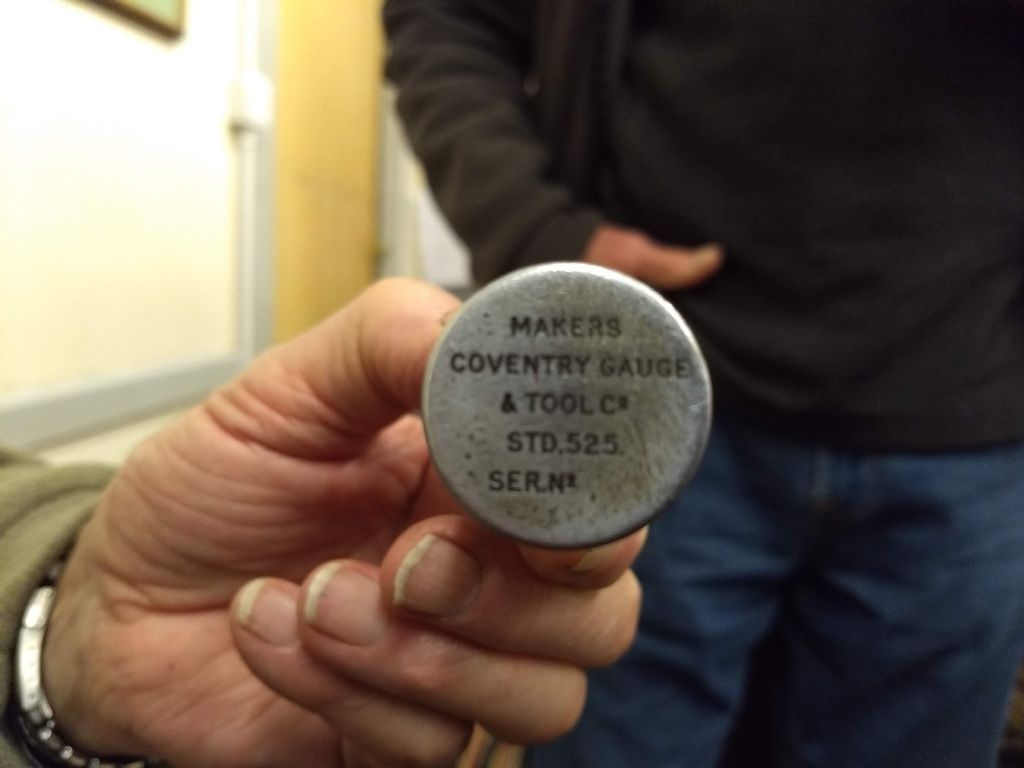 MAKERS
COVENTRY GAUGE
& TOOL Cº
STD.525.
SER.Nº